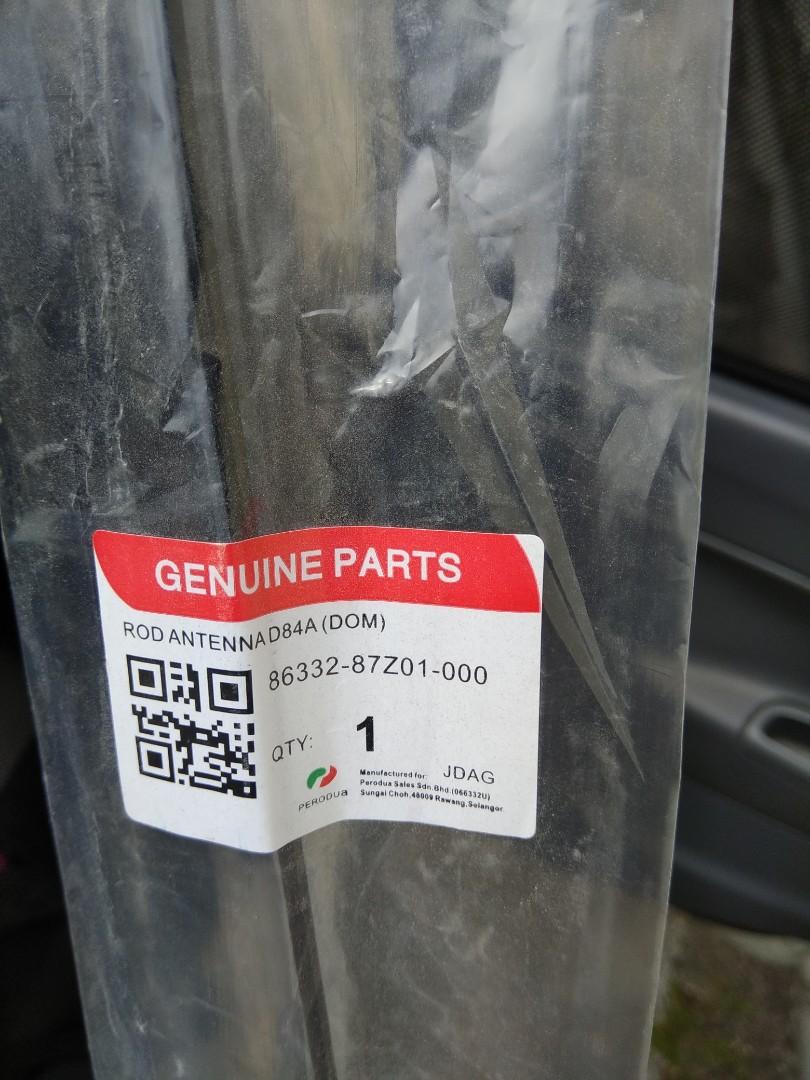 GENUINE PARTS
ROD ANTENNA D84A (DOM)
86332-87Z01-000
QTY: 1
PERODUA
Manufactured for: JDAG
Perodua Sales Sdn.Bhd.(066332U)
Sungai Choh,48009 Rawang,Selangor